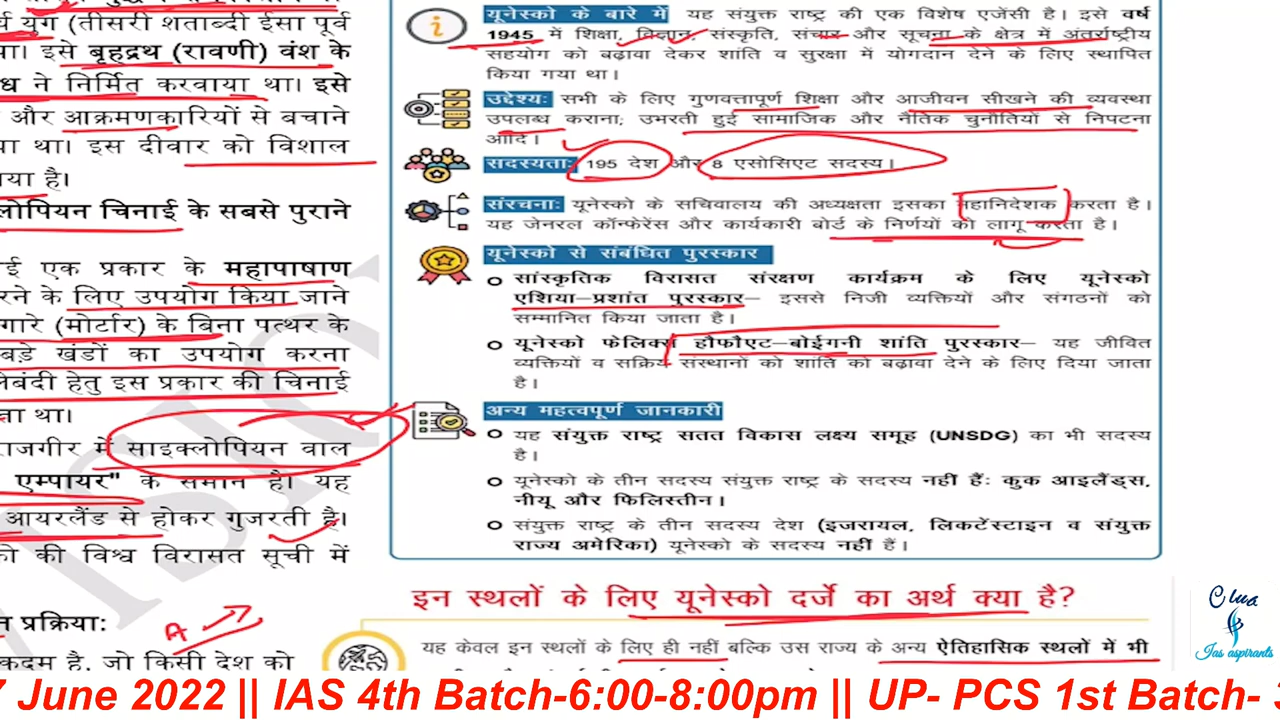 र्य युग (तीसरी शताब्दी ईसा पूर्व
था। इसे बृहद्रथ (रावणी) वंश के
ध ने निर्मित करवाया था। इसे
और आक्रमणकारियों से बचाने
या था। इस दीवार को विशाल
या है।
लोपियन चिनाई के सबसे पुराने
ई एक प्रकार के महापाषाण
रने के लिए उपयोग किया जाने
गारे (मोर्टार) के बिना पत्थर के
बड़े खंडों का उपयोग करना
लेबंदी हेतु इस प्रकार की चिनाई
ता था।
राजगीर में साइक्लोपियन वाल
एम्पायर" के समान है। यह
आयरलैंड से होकर गुजरती है।
को की विश्व विरासत सूची में
त प्रक्रिया:
A
कदम है, जो किसी देश को
यूनेस्को के बारे में यह संयुक्त राष्ट्र की एक विशेष एजेंसी है। इसे वर्ष
1945 में शिक्षा, विज्ञान, संस्कृति, संचार और सूचना के क्षेत्र में अंतर्राष्ट्रीय
सहयोग को बढ़ावा देकर शांति व सुरक्षा में योगदान देने के लिए स्थापित
किया गया था।
उद्देश्य: सभी के लिए गुणवत्तापूर्ण शिक्षा और आजीवन सीखने की व्यवस्था
उपलब्ध कराना; उभरती हुई सामाजिक और नैतिक चुनौतियों से निपटना
आदि।
सदस्यता: 195 देश और 8 एसोसिएट सदस्य।
संरचना: यूनेस्को के सचिवालय की अध्यक्षता इसका महानिदेशक करता है।
यह जेनरल कॉन्फेरेंस और कार्यकारी बोर्ड के निर्णयों को लागू करता है।
यूनेस्को से संबंधित पुरस्कार
सांस्कृतिक विरासत संरक्षण कार्यक्रम के लिए यूनेस्को
एशिया–प्रशांत पुरस्कार– इससे निजी व्यक्तियों और संगठनों को
सम्मानित किया जाता है।
यूनेस्को फेलिक्स हौफौएट–बोईगनी शांति पुरस्कार– यह जीवित
व्यक्तियों व सक्रिय संस्थानों को शांति को बढ़ावा देने के लिए दिया जाता
है।
अन्य महत्वपूर्ण जानकारी
यह संयुक्त राष्ट्र सतत विकास लक्ष्य समूह (UNSDG) का भी सदस्य
है।
यूनेस्को के तीन सदस्य संयुक्त राष्ट्र के सदस्य नहीं हैं: कुक आइलैंड्स,
नीयू और फिलिस्तीन।
संयुक्त राष्ट्र के तीन सदस्य देश (इजरायल, लिकटेंस्टाइन व संयुक्त
राज्य अमेरिका) यूनेस्को के सदस्य नहीं हैं।
इन स्थलों के लिए यूनेस्को दर्जे का अर्थ क्या है?
यह केवल इन स्थलों के लिए ही नहीं बल्कि उस राज्य के अन्य ऐतिहासिक स्थलों में भी
Jas aspirants
7 June 2022 || IAS 4th Batch-6:00-8:00pm || UP- PCS 1st Batch- 3